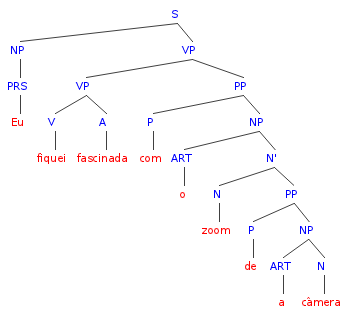 S
NP VP
PRS VP PP
Eu V A P NP
fiquei fascinada com ART N'
o N PP
zoom P NP
de ART N
a càmera